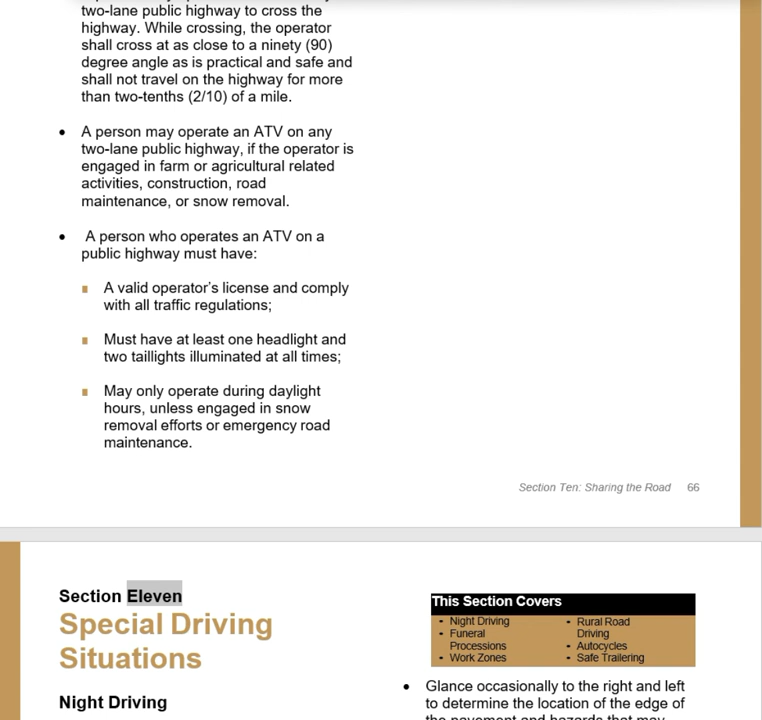 two-lane public highway to cross the
highway. While crossing, the operator
shall cross at as close to a ninety (90)
degree angle as is practical and safe and
shall not travel on the highway for more
than two-tenths (2/10) of a mile.
• A person may operate an ATV on any
two-lane public highway, if the operator is
engaged in farm or agricultural related
activities, construction, road
maintenance, or snow removal.
• A person who operates an ATV on a
public highway must have:
▪ A valid operator's license and comply
with all traffic regulations;
▪ Must have at least one headlight and
two taillights illuminated at all times;
▪ May only operate during daylight
hours, unless engaged in snow
removal efforts or emergency road
maintenance.
Section Ten: Sharing the Road 66
Section Eleven
Special Driving
Situations
Night Driving
This Section Covers
• Night Driving
• Funeral
Processions
• Work Zones
• Rural Road
Driving
• Autocycles
• Safe Trailering
• Glance occasionally to the right and left
to determine the location of the edge of
the pavement and hazards that may